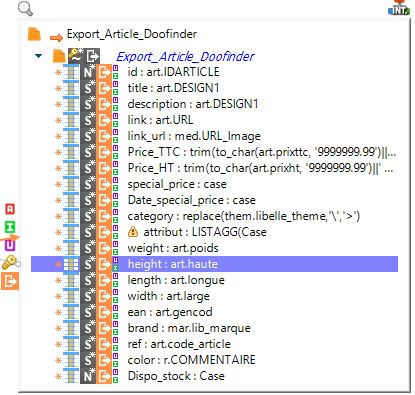 INT
Export_Article_Doofinder
Export_Article_Doofinder
N* id : art.IDARTICLE
S* title : art.DESIGN1
S* description : art.DESIGN1
S* link : art.URL
S* link_url : med.URL_Image
S* Price_TTC : trim(to_char(art.prixttc, '9999999.99')||...
S* Price_HT : trim(to_char(art.prixht, '9999999.99')||' ...
S* special_price : case
S* Date_special_price : case
S* category : replace(them.libelle_theme,'\','>')
S* attribut : LISTAGG(Case
S* weight : art.poids
S* height : art.haute
S* length : art.longue
S* width : art.large
S* ean : art.gencod
S* brand : mar.lib_marque
S* ref : art.code_article
S* color : r.COMMENTAIRE
N* Dispo_stock : Case
A
I
U